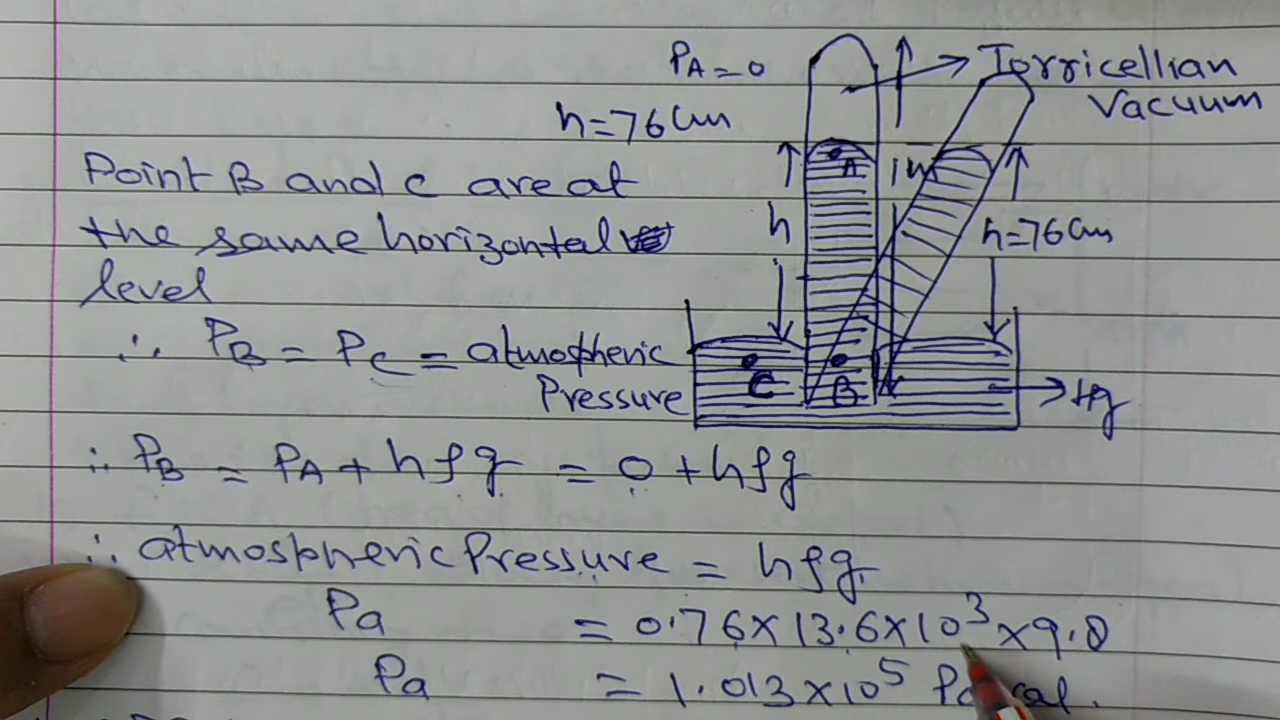 PA = 0
Torricellian
Vacuum
h = 76 cm
Point B and C are at
A
1m
the same horizontal
h
h = 76 cm
level
∴ PB = PC = atmospheric
Pressure
C
B
Hg
∴ PB = PA + hρg = 0 + hρg
∴ atmospheric Pressure = hρg
Pa = 0.76 × 13.6 × 10³ × 9.8
Pa = 1.013 × 10⁵